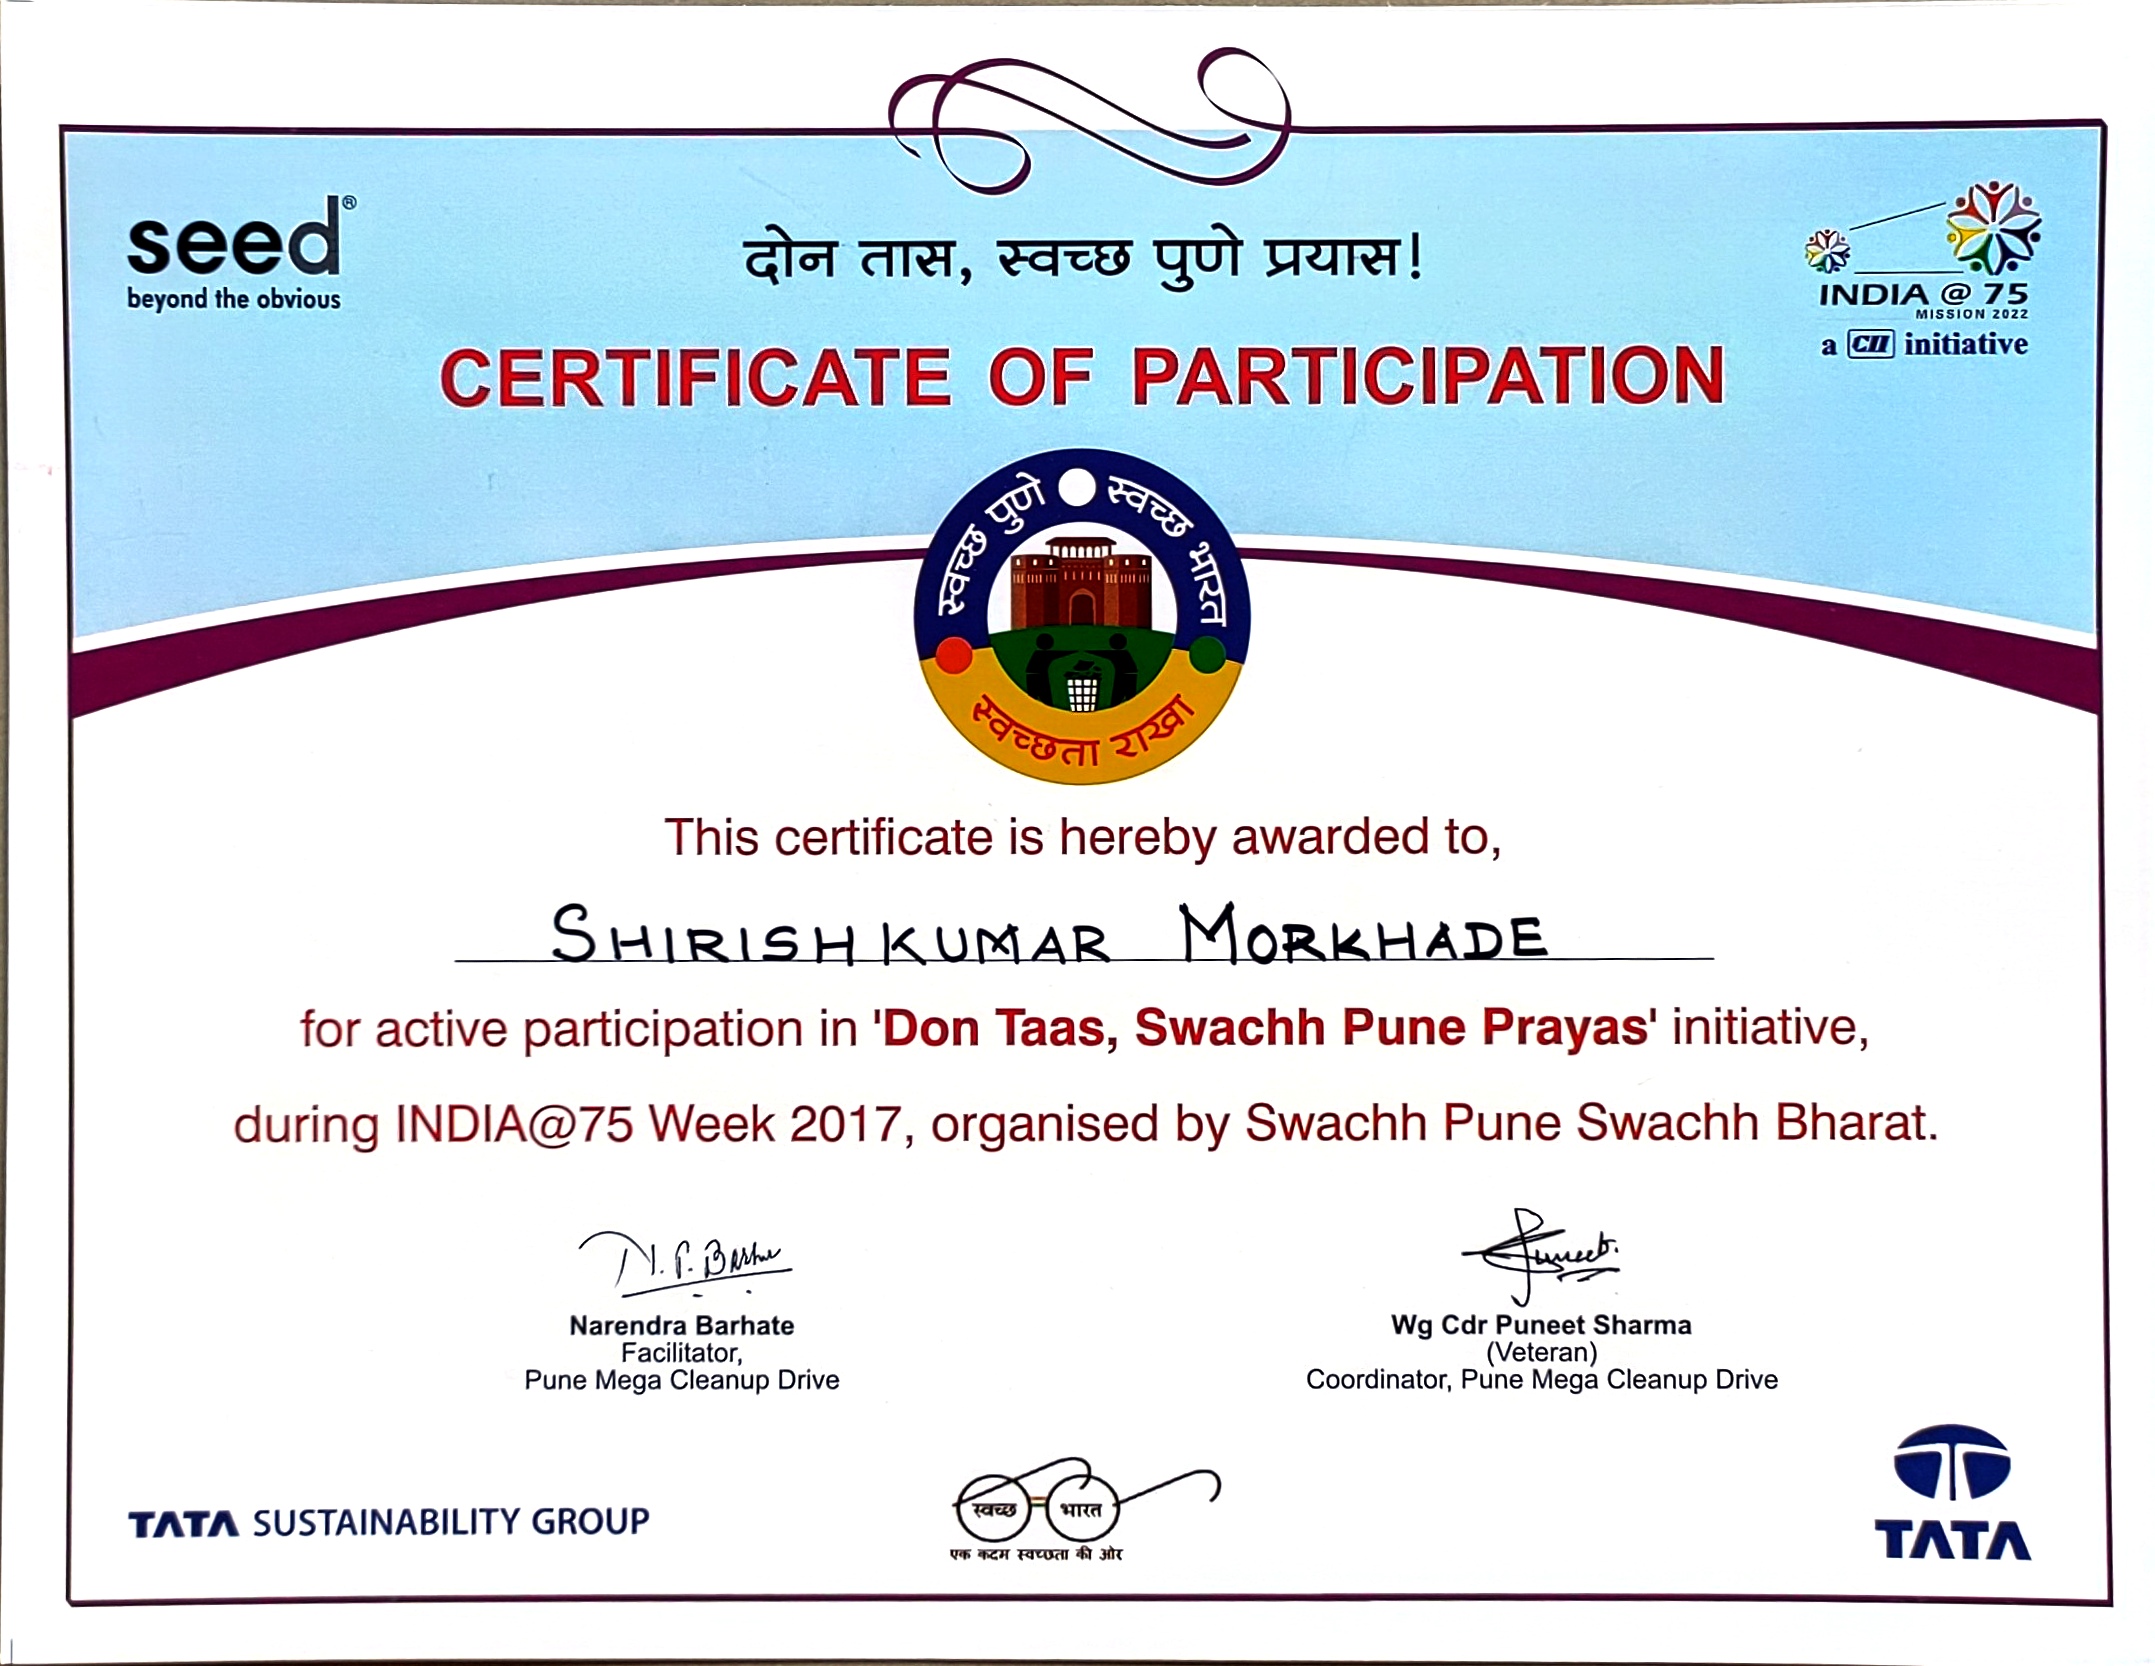 seed®
beyond the obvious
दोन तास, स्वच्छ पुणे प्रयास!
INDIA @ 75
MISSION 2022
a CII initiative
CERTIFICATE OF PARTICIPATION
स्वच्छ पुणे स्वच्छ भारत
स्वच्छता राखा
This certificate is hereby awarded to,
SHIRISHKUMAR MORKHADE
for active participation in 'Don Taas, Swachh Pune Prayas' initiative,
during INDIA@75 Week 2017, organised by Swachh Pune Swachh Bharat.
N. P. Barhate
Puneet.
Narendra Barhate
Facilitator,
Pune Mega Cleanup Drive
Wg Cdr Puneet Sharma
(Veteran)
Coordinator, Pune Mega Cleanup Drive
TATA SUSTAINABILITY GROUP
स्वच्छ भारत
एक कदम स्वच्छता की ओर
TATA